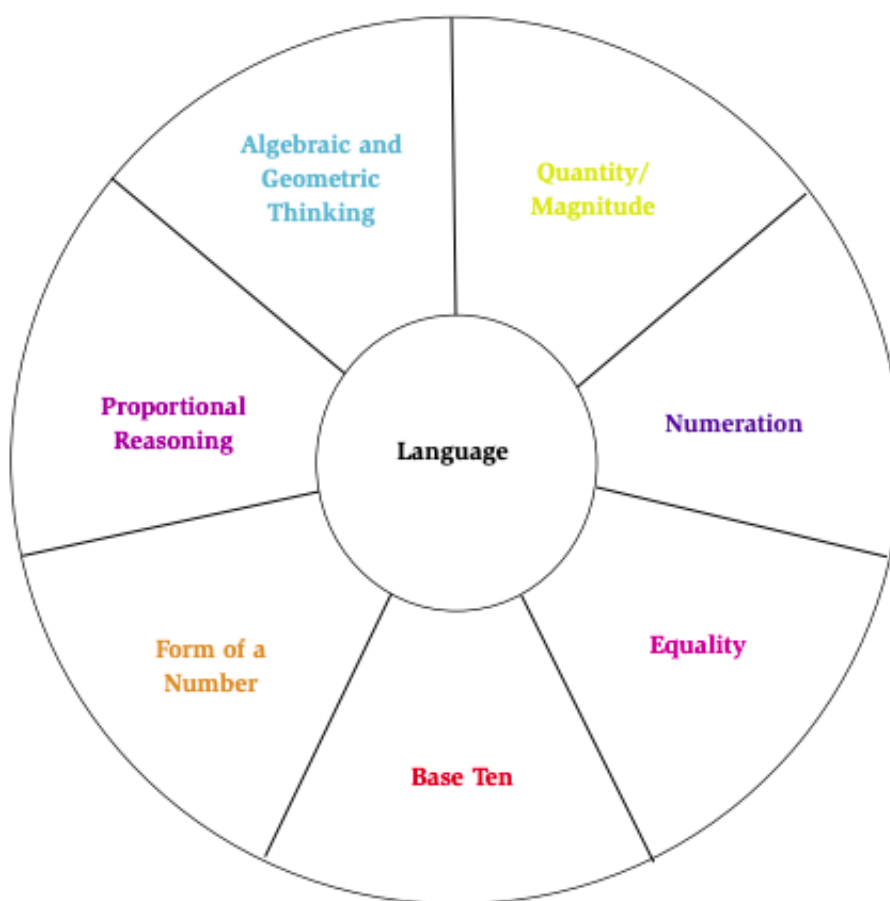 Algebraic and
Geometric
Thinking
Quantity/
Magnitude
Proportional
Reasoning
Language
Numeration
Form of a
Number
Equality
Base Ten